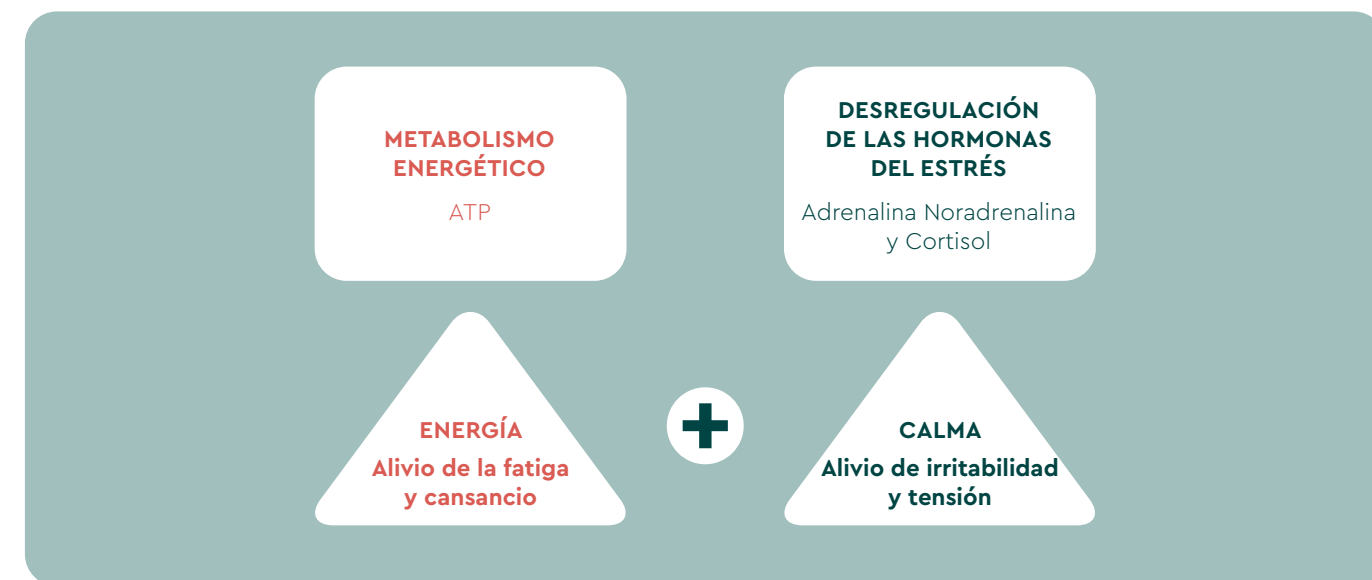 METABOLISMO
ENERGÉTICO
ATP
DESREGULACIÓN
DE LAS HORMONAS
DEL ESTRÉS
Adrenalina Noradrenalina
y Cortisol
ENERGÍA
Alivio de la fatiga
y cansancio
CALMA
Alivio de irritabilidad
y tensión